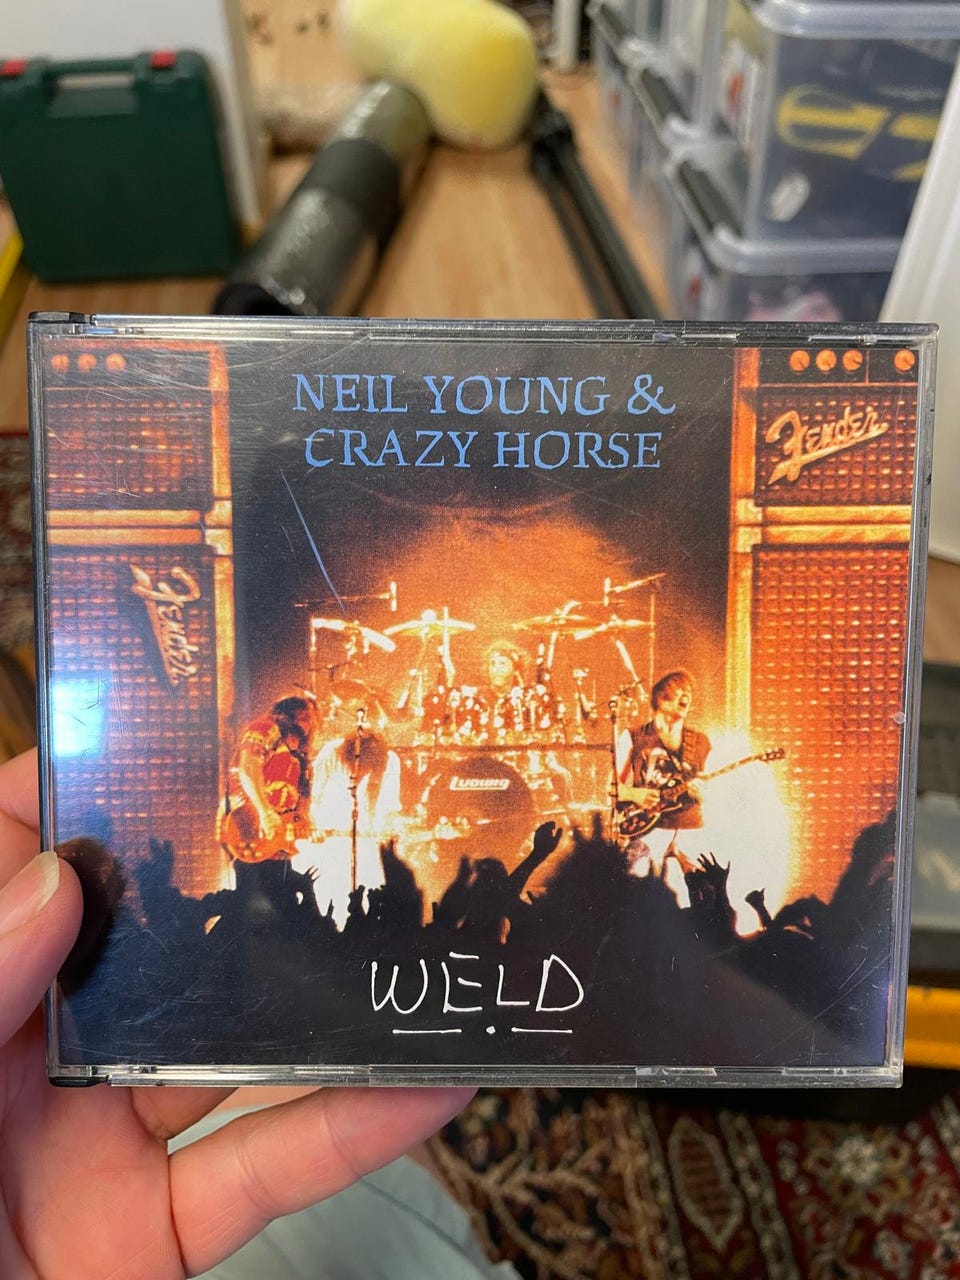 NEIL YOUNG &
CRAZY HORSE
Fender
FENDER
LUDWIG
WELD